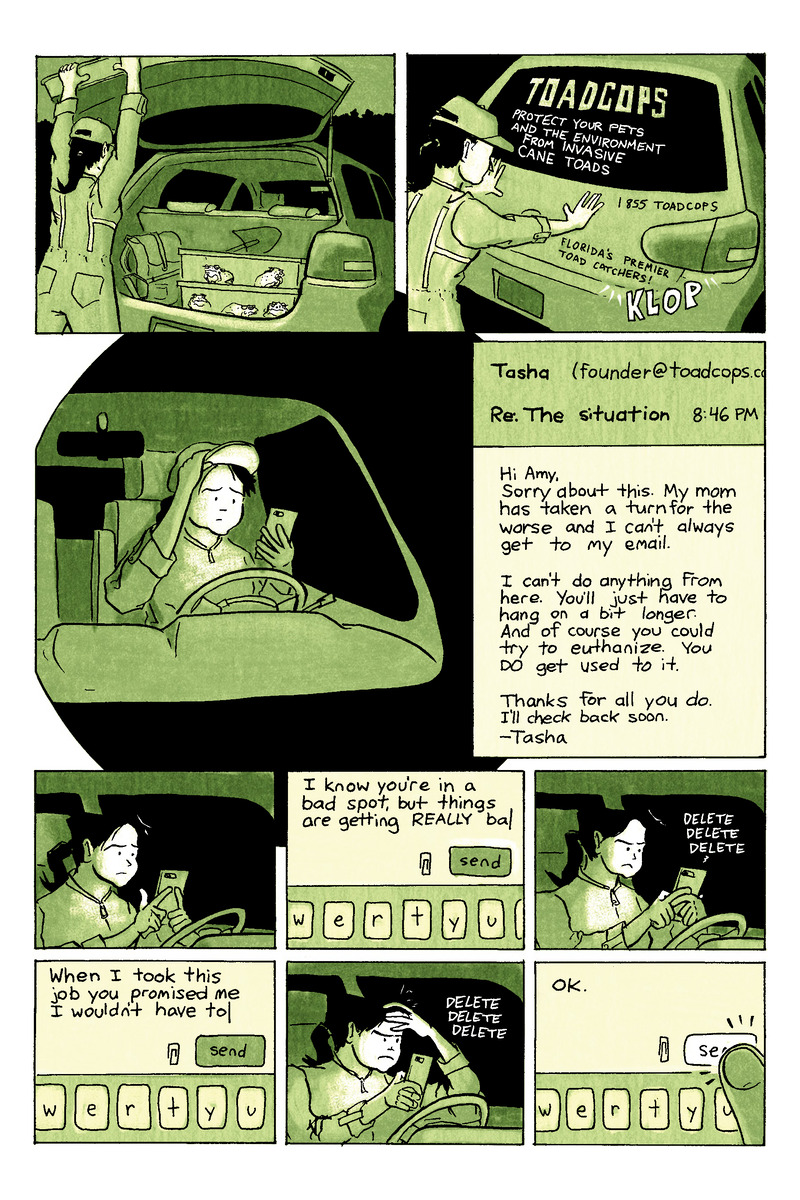 TOADCOPS
PROTECT YOUR PETS
AND THE ENVIRONMENT
FROM INVASIVE
CANE TOADS
1 855 TOADCOPS
FLORIDA'S PREMIER
TOAD CATCHERS!
KLOP
Tasha (founder@toadcops.co
Re: The situation 8:46 PM
Hi Amy,
Sorry about this. My mom
has taken a turn for the
worse and I can't always
get to my email.
I can't do anything from
here. You'll just have to
hang on a bit longer.
And of course you could
try to euthanize. You
DO get used to it.
Thanks for all you do.
I'll check back soon.
-Tasha
I know you're in a
bad spot, but things
are getting REALLY ba
send
w e r t y u
DELETE
DELETE
DELETE
When I took this
job you promised me
I wouldn't have to
send
w e r t y u
DELETE
DELETE
DELETE
OK.
se
w e r t y u